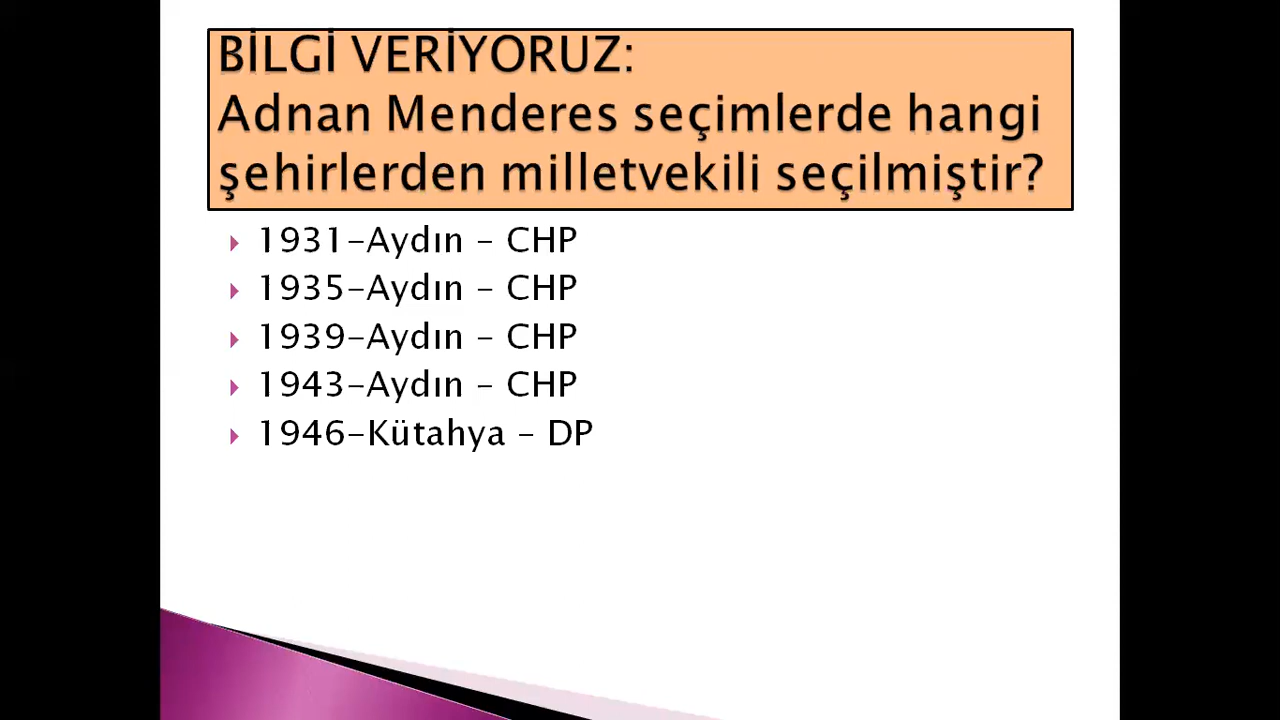 BİLGİ VERİYORUZ:
Adnan Menderes seçimlerde hangi
şehirlerden milletvekili seçilmiştir?
1931-Aydın - CHP
1935-Aydın - CHP
1939-Aydın - CHP
1943-Aydın - CHP
1946-Kütahya - DP